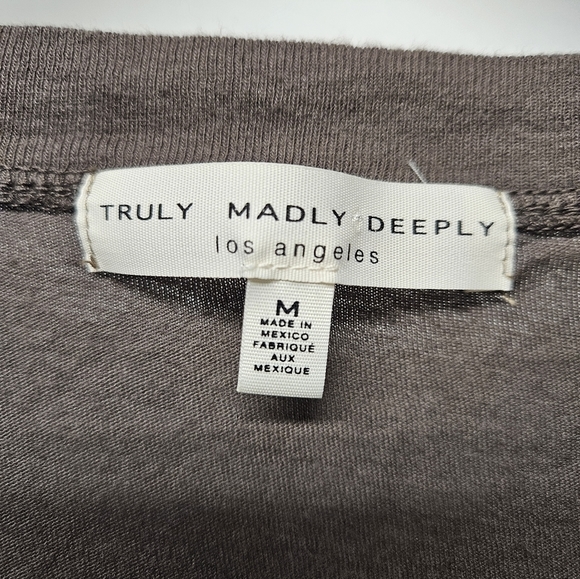 TRULY MADLY DEEPLY
los angeles
M
MADE IN
MEXICO
FABRIQUÉ
AUX
MEXIQUE